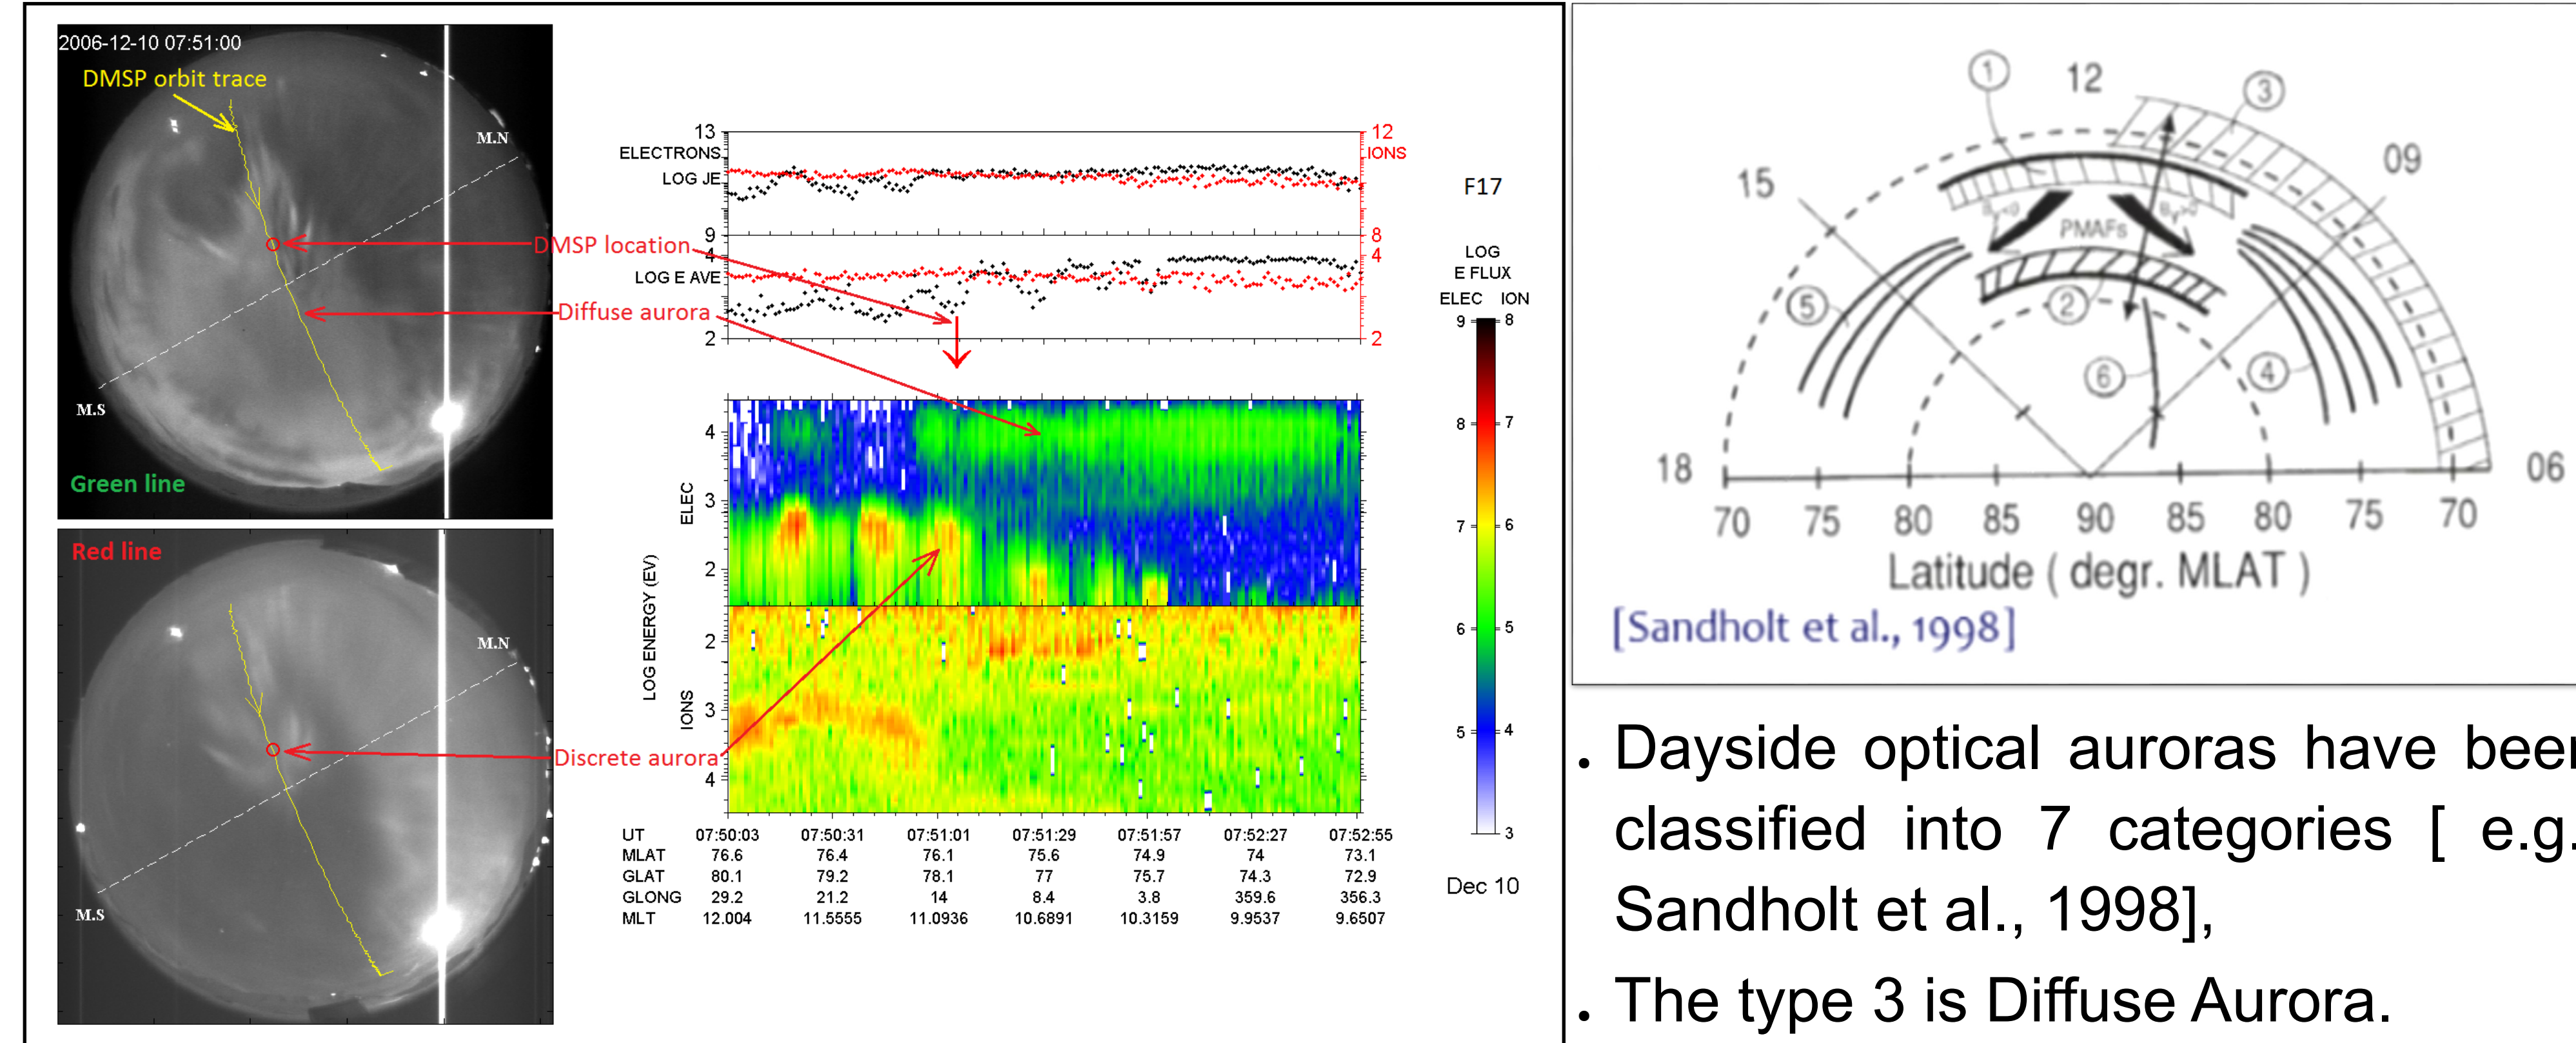 2006-12-10 07:51:00
DMSP orbit trace
M.N
M.S
Green line
Red line
M.N
M.S
DMSP location
Diffuse aurora
Discrete aurora
13
12
ELECTRONS
IONS
LOG JE
9
8
4
4
LOG E AVE
2
2
F17
LOG
E FLUX
ELEC ION
9 8
8 7
7 6
6 5
5 4
3
Dec 10
LOG ENERGY (EV)
ELEC
4
3
2
IONS
2
3
4
UT 07:50:03 07:50:31 07:51:01 07:51:29 07:51:57 07:52:27 07:52:55
MLAT 76.6 76.4 76.1 75.6 74.9 74 73.1
GLAT 80.1 79.2 78.1 77 75.7 74.3 72.9
GLONG 29.2 21.2 14 8.4 3.8 359.6 356.3
MLT 12.004 11.5555 11.0936 10.6891 10.3159 9.9537 9.6507
1
12
3
15
09
By<0
By>0
PMAFs
5
2
6
4
18
06
70 75 80 85 90 85 80 75 70
Latitude ( degr. MLAT )
[Sandholt et al., 1998]
. Dayside optical auroras have been
classified into 7 categories [ e.g.
Sandholt et al., 1998],
. The type 3 is Diffuse Aurora.